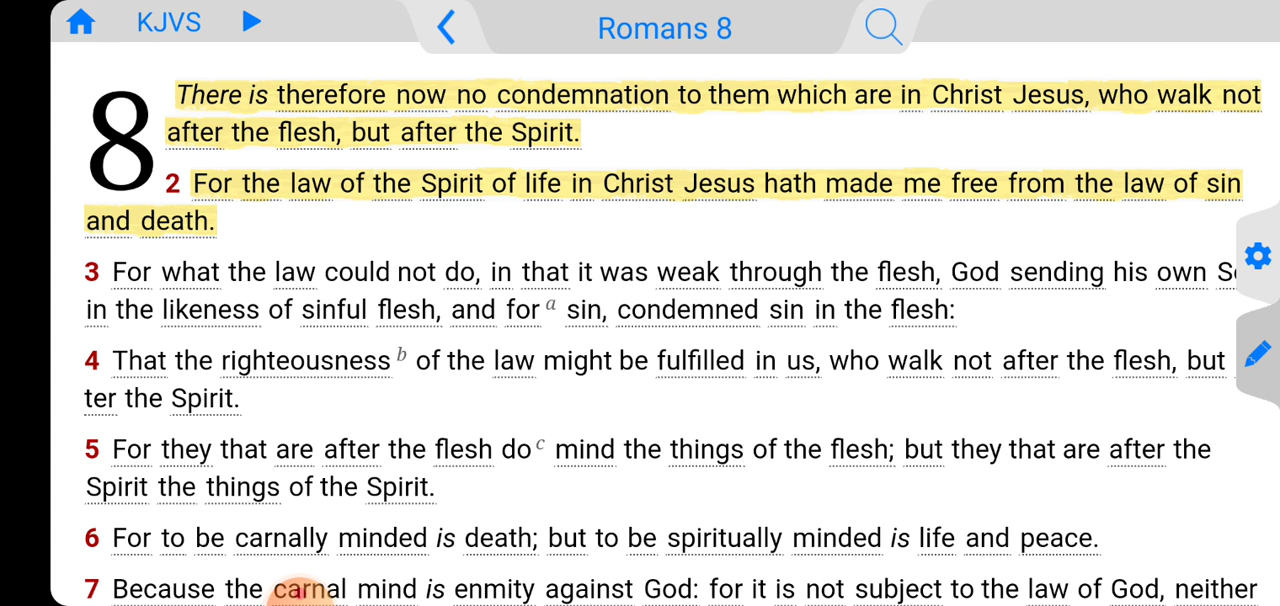 KJVS
Romans 8
8 There is therefore now no condemnation to them which are in Christ Jesus, who walk not
after the flesh, but after the Spirit.
2 For the law of the Spirit of life in Christ Jesus hath made me free from the law of sin
and death.
3 For what the law could not do, in that it was weak through the flesh, God sending his own
in the likeness of sinful flesh, and for a sin, condemned sin in the flesh:
4 That the righteousness b of the law might be fulfilled in us, who walk not after the flesh, but
ter the Spirit.
5 For they that are after the flesh do c mind the things of the flesh; but they that are after the
Spirit the things of the Spirit.
6 For to be carnally minded is death; but to be spiritually minded is life and peace.
7 Because the carnal mind is enmity against God: for it is not subject to the law of God, neither